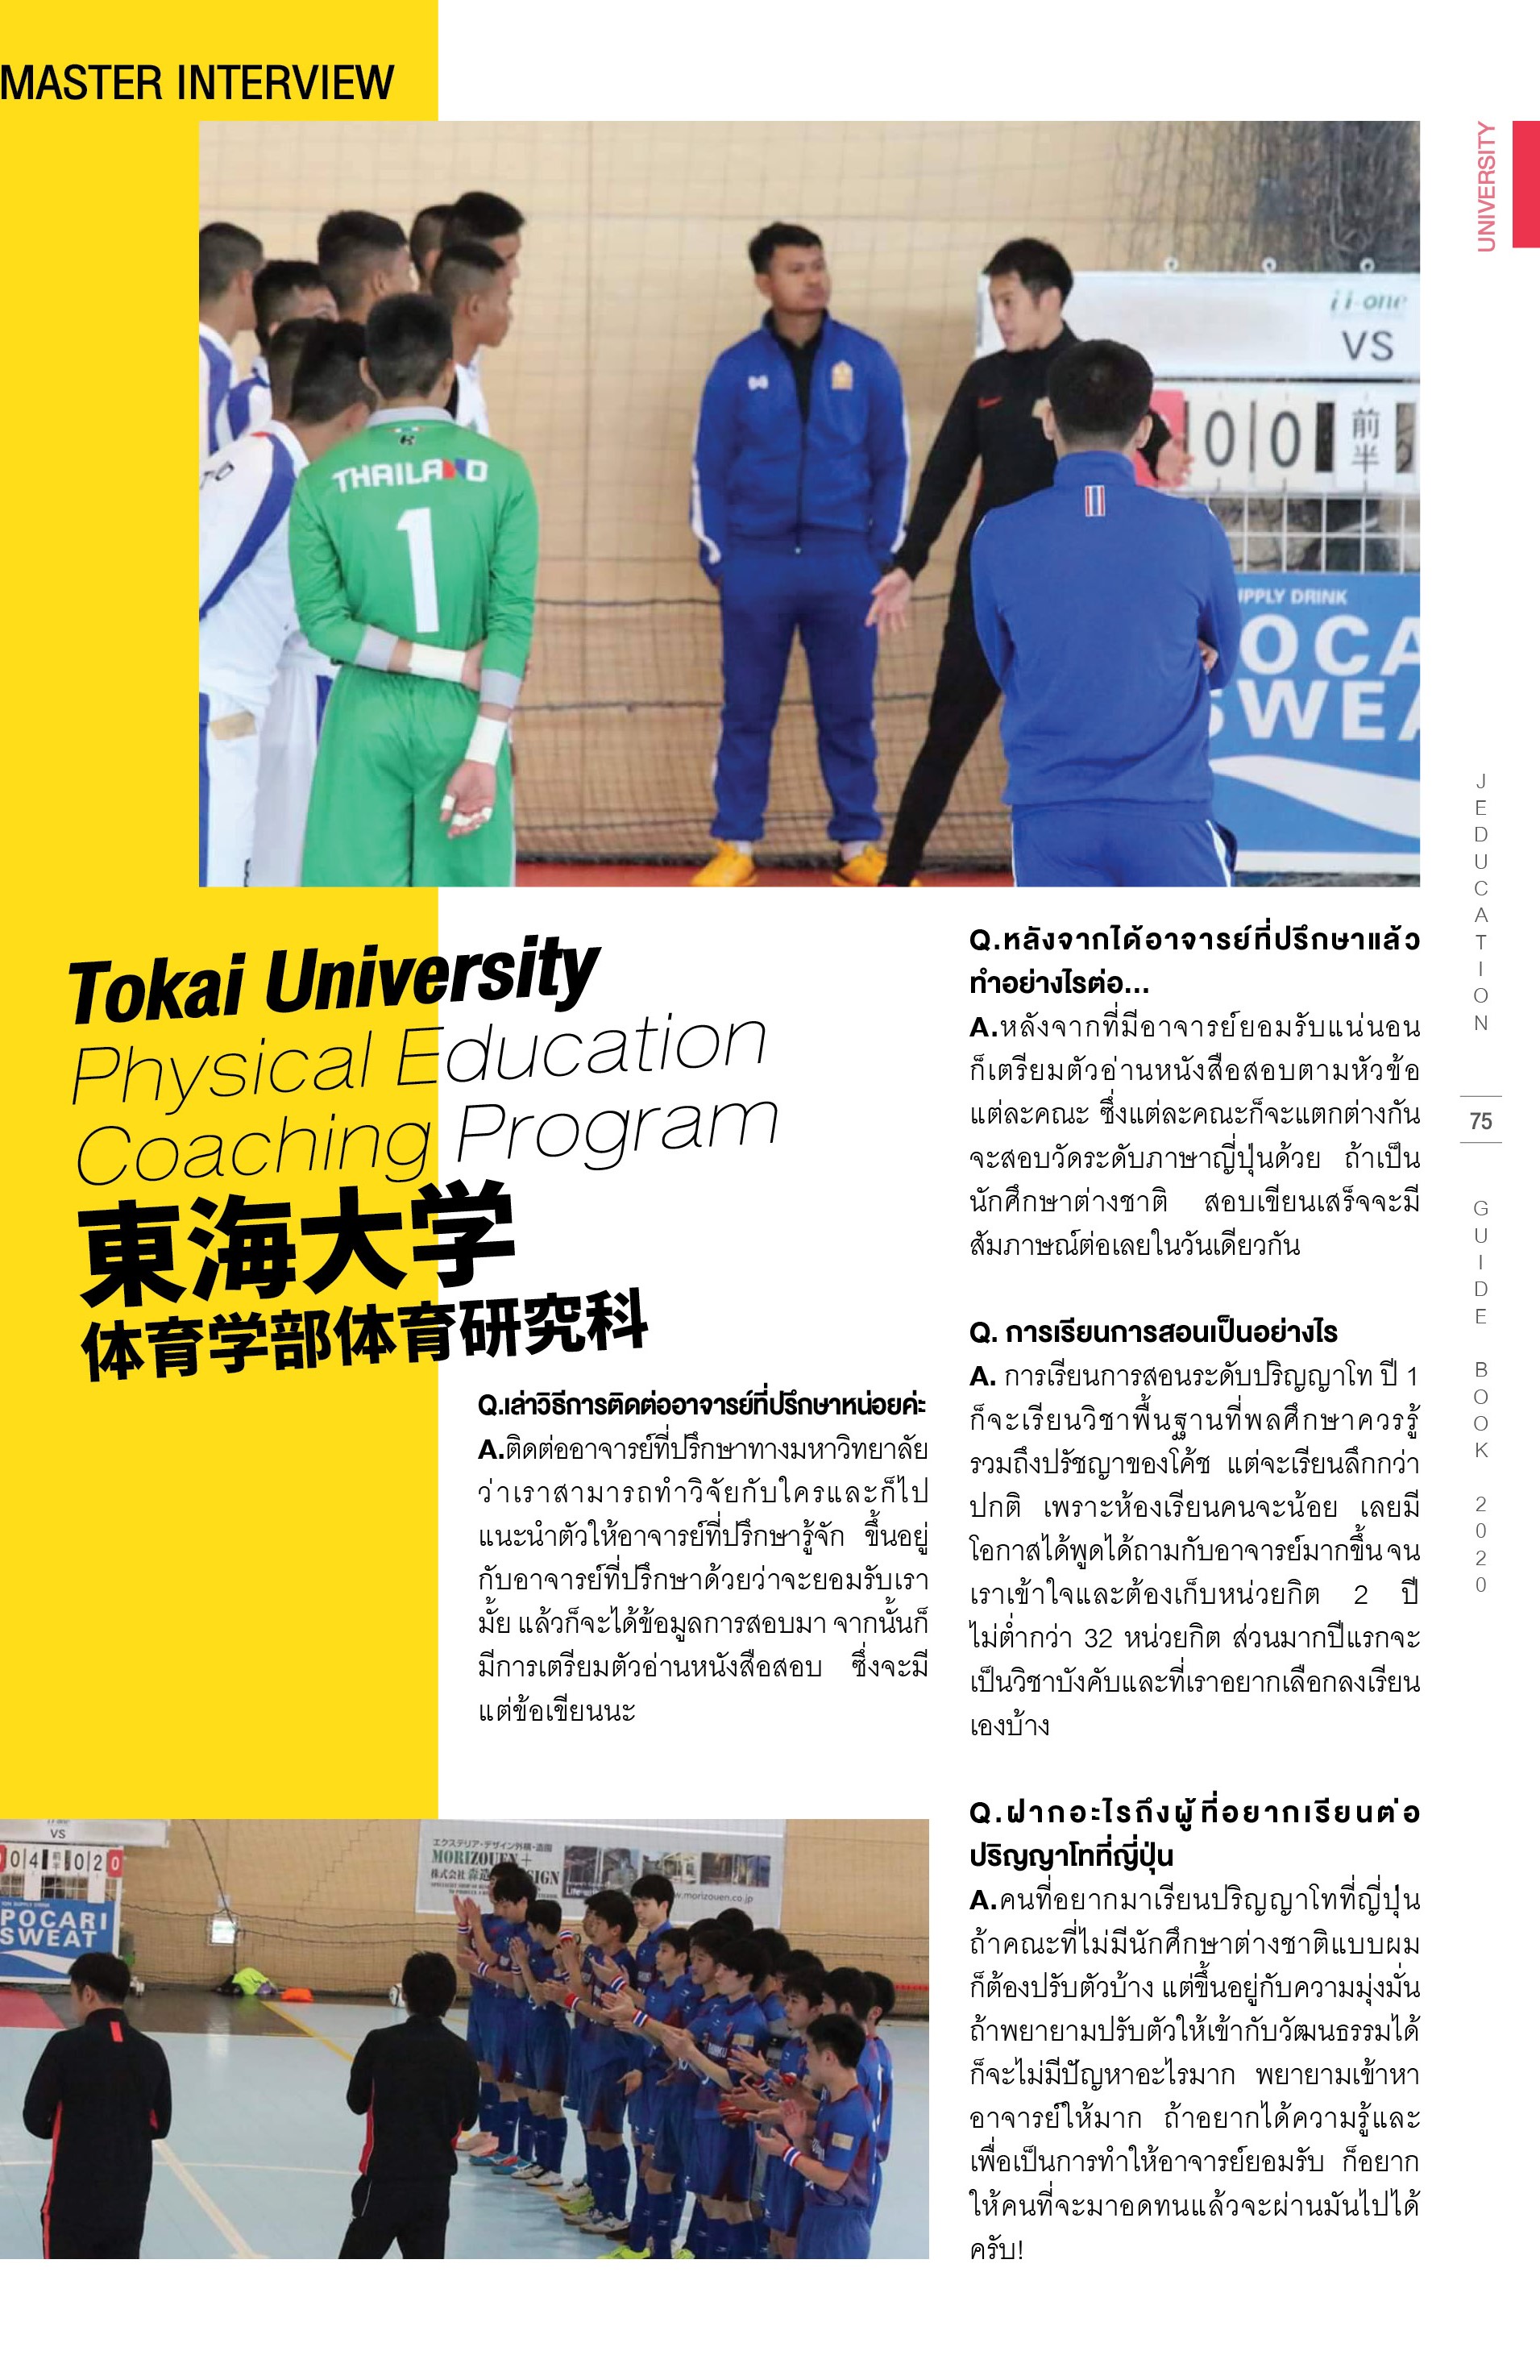 MASTER INTERVIEW
UNIVERSITY
ii-one
VS
0 0 前半
THAILAND
1
UPPLY DRINK
OCA
SWEA
Tokai University
Physical Education
Coaching Program
東海大学
体育学部体育研究科
Q.เล่าวิธีการติดต่ออาจารย์ที่ปรึกษาหน่อยค่ะ
A.ติดต่ออาจารย์ที่ปรึกษาทางมหาวิทยาลัย
ว่าเราสามารถทำวิจัยกับใครและก็ไป
แนะนำตัวให้อาจารย์ที่ปรึกษารู้จัก ขึ้นอยู่
กับอาจารย์ที่ปรึกษาด้วยว่าจะยอมรับเรา
มั้ย แล้วก็จะได้ข้อมูลการสอบมา จากนั้นก็
มีการเตรียมตัวอ่านหนังสือสอบ ซึ่งจะมี
แต่ข้อเขียนนะ
VS
0 4 0 2 0
POCARI
SWEAT
エクステリア・デザイン外構・造園
MORIZOUEN+
株式会社 森造
SIGN
www.morizouen.co.jp
Q.หลังจากได้อาจารย์ที่ปรึกษาแล้ว
ทำอย่างไรต่อ...
A.หลังจากที่มีอาจารย์ยอมรับแน่นอน
ก็เตรียมตัวอ่านหนังสือสอบตามหัวข้อ
แต่ละคณะ ซึ่งแต่ละคณะก็จะแตกต่างกัน
จะสอบวัดระดับภาษาญี่ปุ่นด้วย ถ้าเป็น
นักศึกษาต่างชาติ สอบเขียนเสร็จจะมี
สัมภาษณ์ต่อเลยในวันเดียวกัน
Q. การเรียนการสอนเป็นอย่างไร
A. การเรียนการสอนระดับปริญญาโท ปี 1
ก็จะเรียนวิชาพื้นฐานที่พลศึกษาควรรู้
รวมถึงปรัชญาของโค้ช แต่จะเรียนลึกกว่า
ปกติ เพราะห้องเรียนคนจะน้อย เลยมี
โอกาสได้พูดได้ถามกับอาจารย์มากขึ้น จน
เราเข้าใจและต้องเก็บหน่วยกิต 2 ปี
ไม่ต่ำกว่า 32 หน่วยกิต ส่วนมากปีแรกจะ
เป็นวิชาบังคับและที่เราอยากเลือกลงเรียน
เองบ้าง
Q.ฝากอะไรถึงผู้ที่อยากเรียนต่อ
ปริญญาโทที่ญี่ปุ่น
A.คนที่อยากมาเรียนปริญญาโทที่ญี่ปุ่น
ถ้าคณะที่ไม่มีนักศึกษาต่างชาติแบบผม
ก็ต้องปรับตัวบ้าง แต่ขึ้นอยู่กับความมุ่งมั่น
ถ้าพยายามปรับตัวให้เข้ากับวัฒนธรรมได้
ก็จะไม่มีปัญหาอะไรมาก พยายามเข้าหา
อาจารย์ให้มาก ถ้าอยากได้ความรู้และ
เพื่อเป็นการทำให้อาจารย์ยอมรับ ก็อยาก
ให้คนที่จะมาอดทนแล้วจะผ่านมันไปได้
ครับ!
JEDUCATION
75
GUIDE BOOK 2020